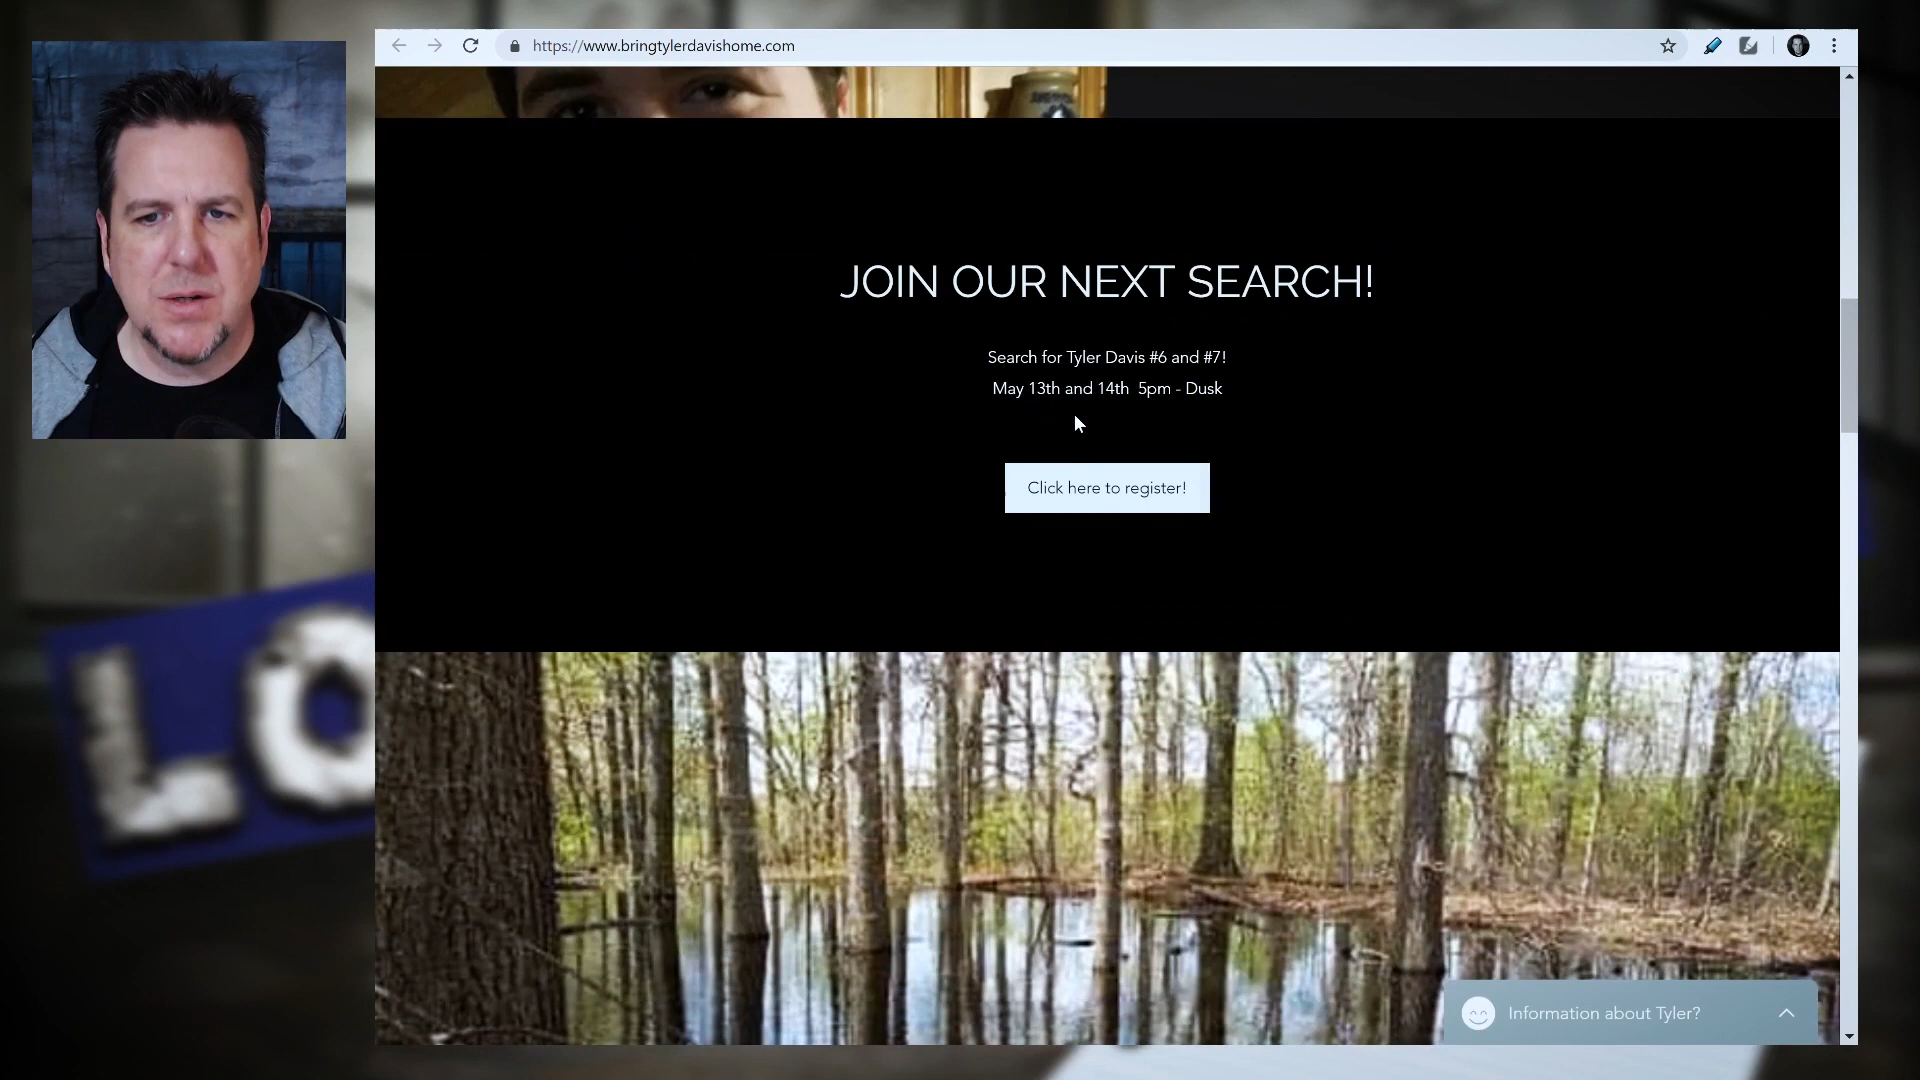 https://www.bringtylerdavishome.com
JOIN OUR NEXT SEARCH!
Search for Tyler Davis #6 and #7!
May 13th and 14th 5pm - Dusk
Click here to register!
LO
Information about Tyler?